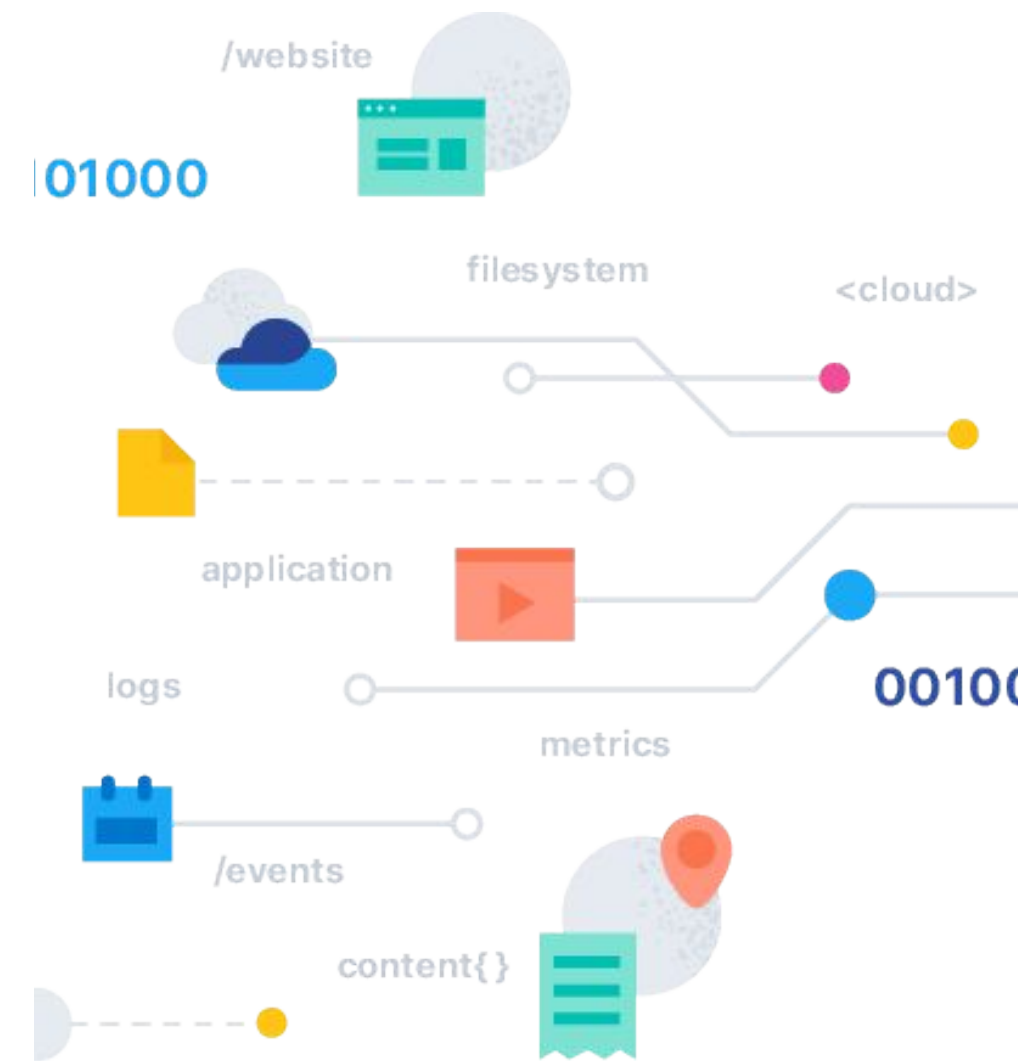 /website
01000
filesystem
<cloud>
application
logs
0010
metrics
/events
content{}